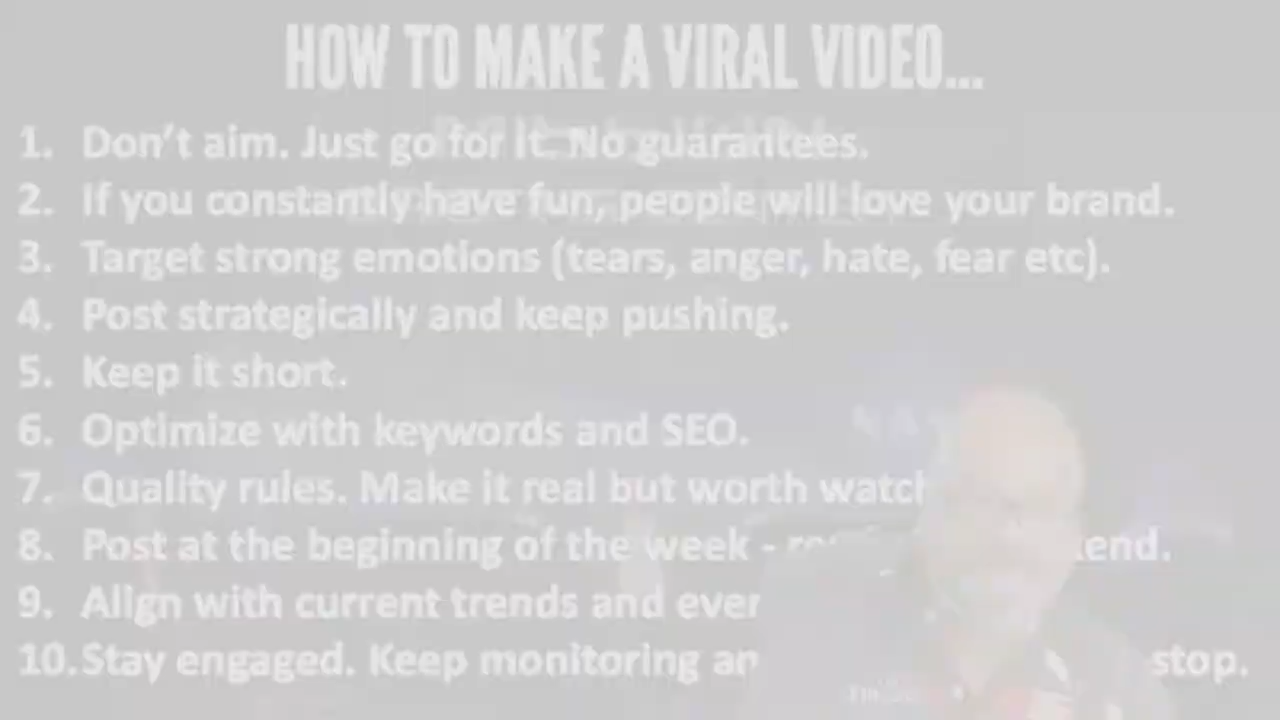 HOW TO MAKE A VIRAL VIDEO...
1. Don't aim. Just go for it. No guarantees.
2. If you constantly have fun, people will love your brand.
3. Target strong emotions (tears, anger, hate, fear etc).
4. Post strategically and keep pushing.
5. Keep it short.
6. Optimize with keywords and SEO.
7. Quality rules. Make it real but worth
8. Post at the beginning of the week -
9. Align with current trends and
10. Stay engaged. Keep monitoring stop.